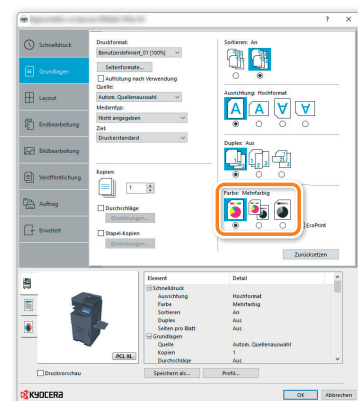 Schnelldruck
Grundlagen
Layout
Endbearbeitung
Bildbearbeitung
Veröffentlichung
Auftrag
Erweitert
Druckformat:
Benutzerdefiniert_01 [100%]
Seitenformate...
Auflistung nach Verwendung
Quelle:
Autom. Quellenauswahl
Medientyp:
Nicht angegeben
Ziel
Druckerstandard
Kopien:
1
Durchschläge
Einstellungen...
Stapel-Kopien
Einstellungen...
Sortieren: An
Ausrichtung: Hochformat
A A A A
Duplex: Aus
Farbe: Mehrfarbig
EcoPrint
Zurücksetzen
PCL XL
Druckvorschau
Element Detail
Schnelldruck
Ausrichtung Hochformat
Farbe Mehrfarbig
Sortieren An
Duplex Aus
Seiten pro Blatt Aus
Grundlagen
Quelle Autom. Quellenauswahl
Kopien 1
Durchschläge Aus
Speichern als... Profil...
KYOCERA
OK Abbrechen